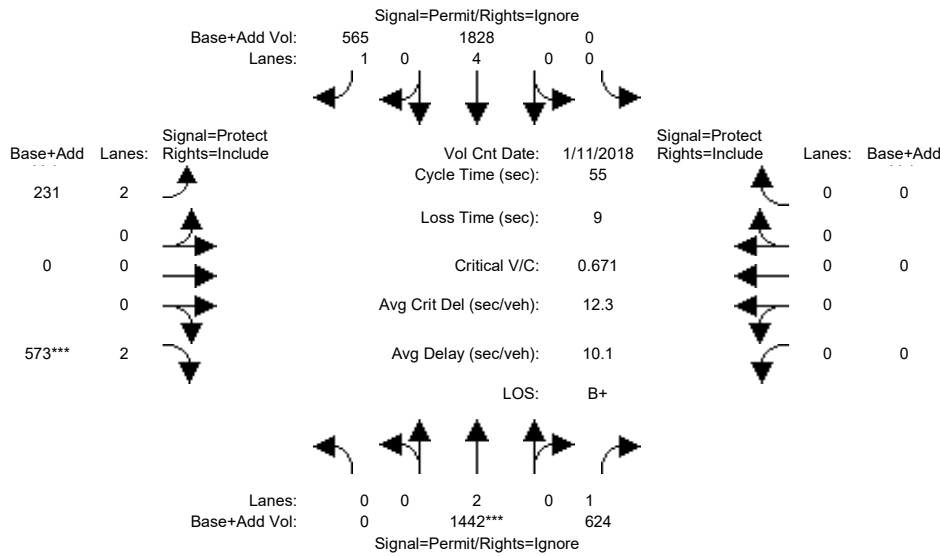 Signal=Permit/Rights=Ignore
Base+Add Vol: 565 1828 0
Lanes: 1 0 4 0 0
Signal=Protect Signal=Protect
Base+Add Lanes: Rights=Include Vol Cnt Date: 1/11/2018 Rights=Include Lanes: Base+Add
Cycle Time (sec): 55
231 2 0 0
Loss Time (sec): 9
0 0
0 0 Critical V/C: 0.671 0 0
0 Avg Crit Del (sec/veh): 12.3 0
573*** 2 Avg Delay (sec/veh): 10.1 0 0
LOS: B+
Lanes: 0 0 2 0 1
Base+Add Vol: 0 1442*** 624
Signal=Permit/Rights=Ignore